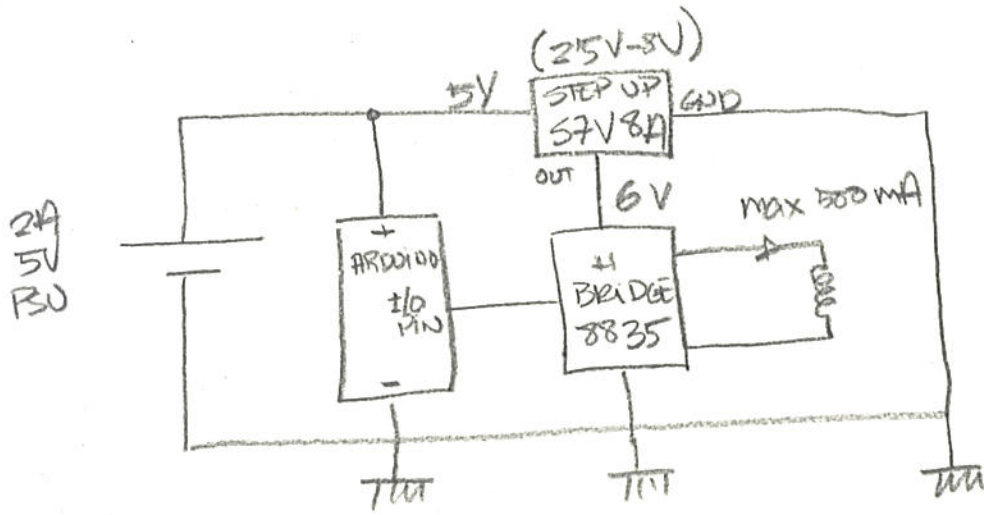 (2'5V-8V)
5V
STEP UP
S7V8A
GND
OUT
6V
max 500 mA
2A
5V
PSU
+
ARDUINO
I/O
PIN
-
H
BRIDGE
8835